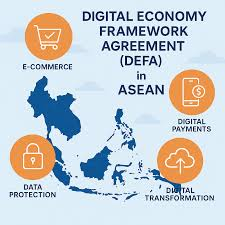 DIGITAL ECONOMY
FRAMEWORK
AGREEMENT
(DEFA)
in
ASEAN
E-COMMERCE
DIGITAL
PAYMENTS
DATA
PROTECTION
DIGITAL
TRANSFORMATION